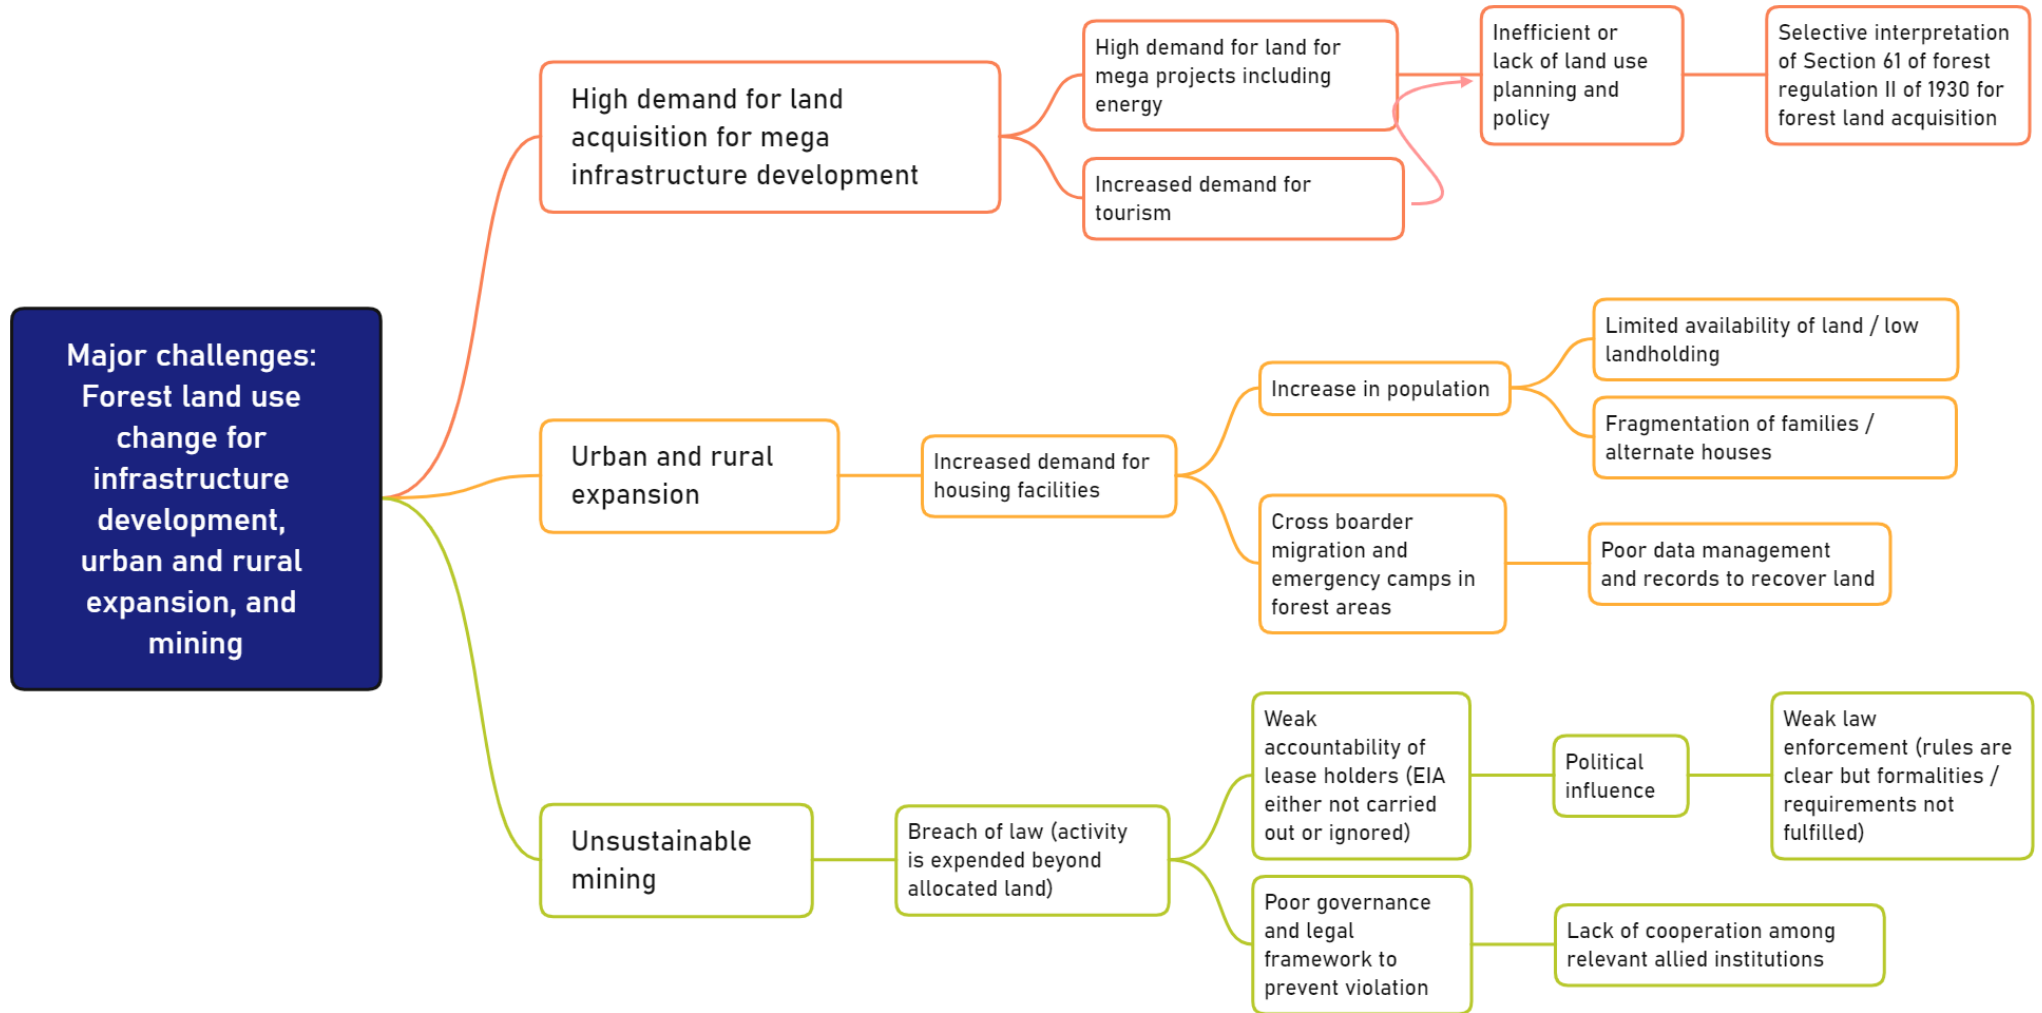 Major challenges:
Forest land use
change for
infrastructure
development,
urban and rural
expansion, and
mining
High demand for land
acquisition for mega
infrastructure development
High demand for land for
mega projects including
energy
Inefficient or
lack of land use
planning and
policy
Selective interpretation
of Section 61 of forest
regulation II of 1930 for
forest land acquisition
Increased demand for
tourism
Urban and rural
expansion
Increased demand for
housing facilities
Increase in population
Limited availability of land / low
landholding
Fragmentation of families /
alternate houses
Cross boarder
migration and
emergency camps in
forest areas
Poor data management
and records to recover land
Unsustainable
mining
Breach of law (activity
is expended beyond
allocated land)
Weak
accountability of
lease holders (EIA
either not carried
out or ignored)
Political
influence
Weak law
enforcement (rules are
clear but formalities /
requirements not
fulfilled)
Poor governance
and legal
framework to
prevent violation
Lack of cooperation among
relevant allied institutions